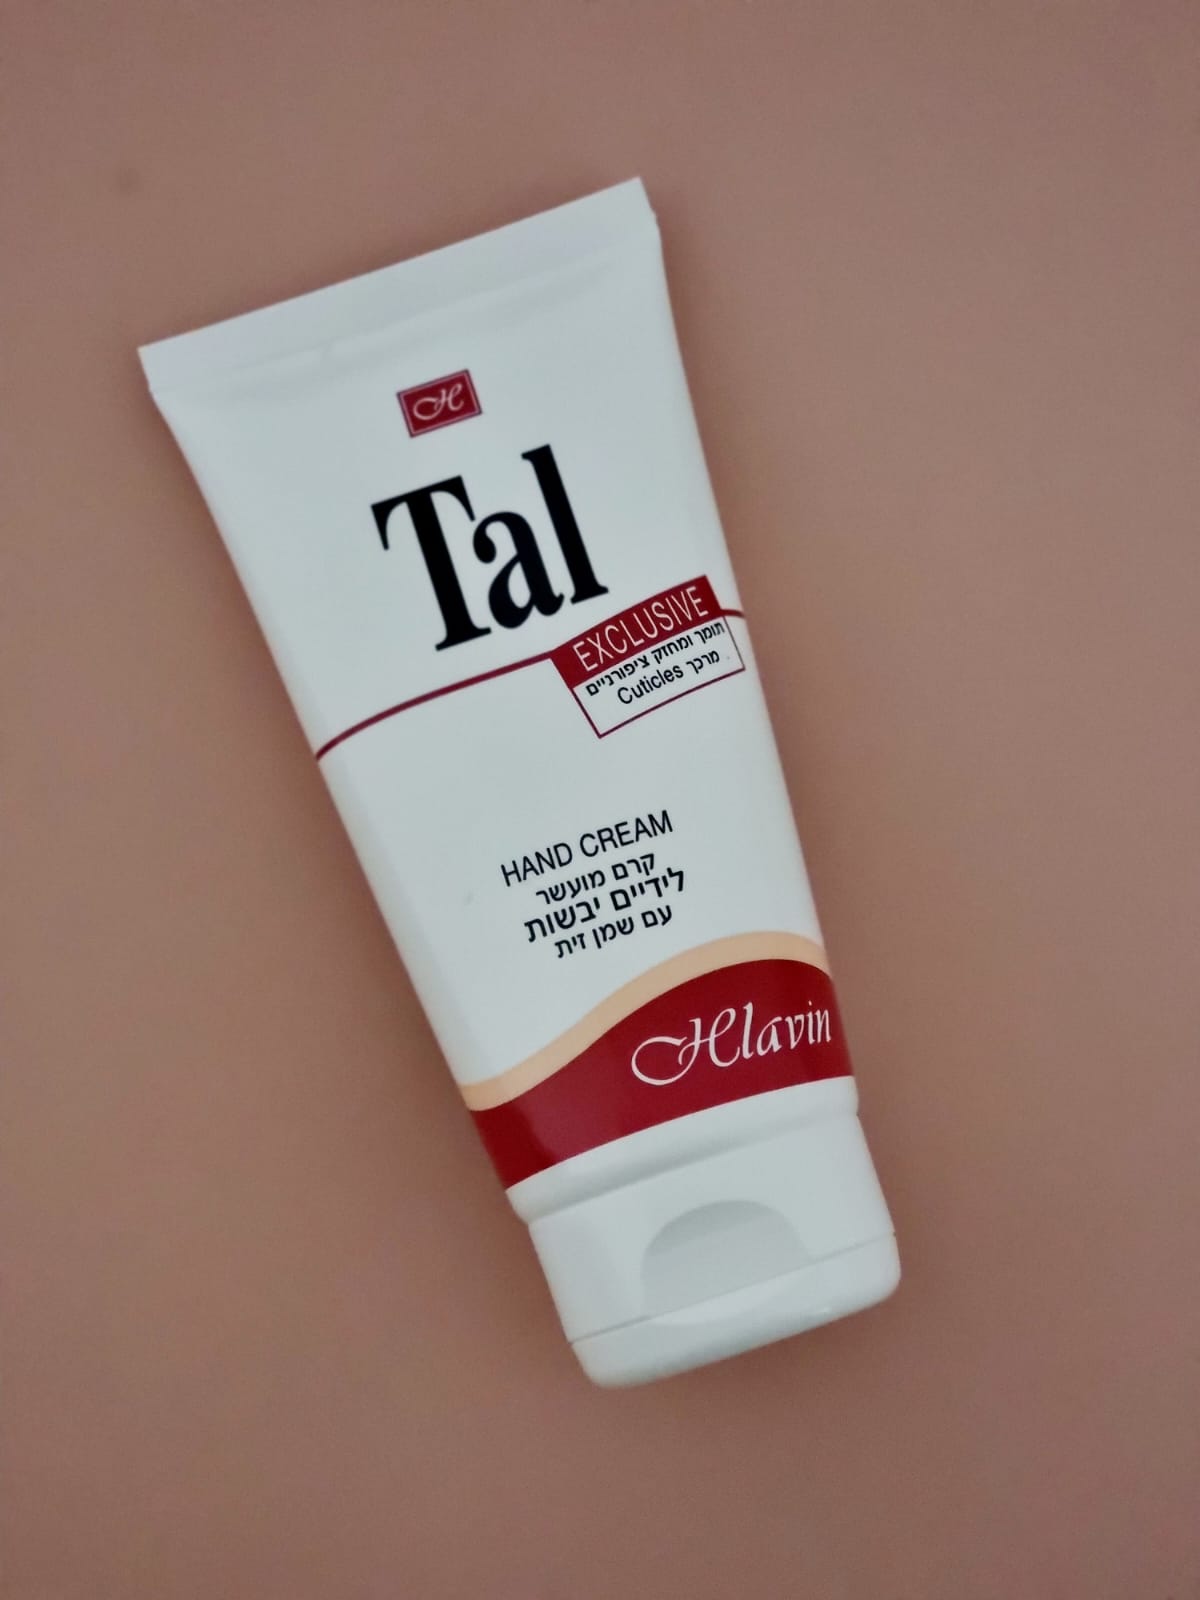 H
Tal
EXCLUSIVE
תומך ומחזק ציפורניים
מרכך Cuticles
HAND CREAM
קרם מועשר
לידיים יבשות
עם שמן זית
Hlavin